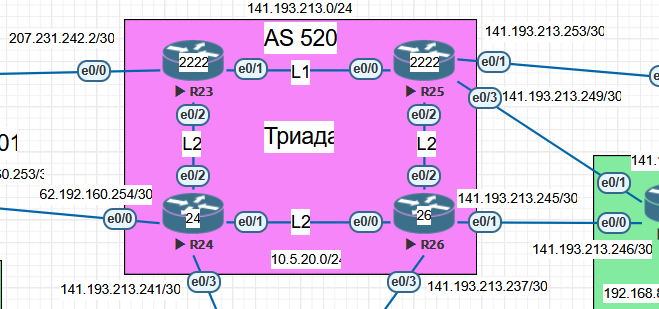 141.193.213.0/24
207.231.242.2/30
AS 520
141.193.213.253/30
2222
2222
e0/0
e0/1
L1
e0/0
e0/1
R23
R25
e0/3
141.193.213.249/30
e0/2
e0/2
01
L2
Триада
L2
141.1
60.253/3
e0/2
e0/2
e0/1
62.192.160.254/30
141.193.213.245/30
e0/0
24
e0/1
L2
e0/0
26
e0/1
e0/0
R24
R26
141.193.213.246/30
10.5.20.0/24
141.193.213.241/30
e0/3
e0/3
141.193.213.237/30
192.168.8